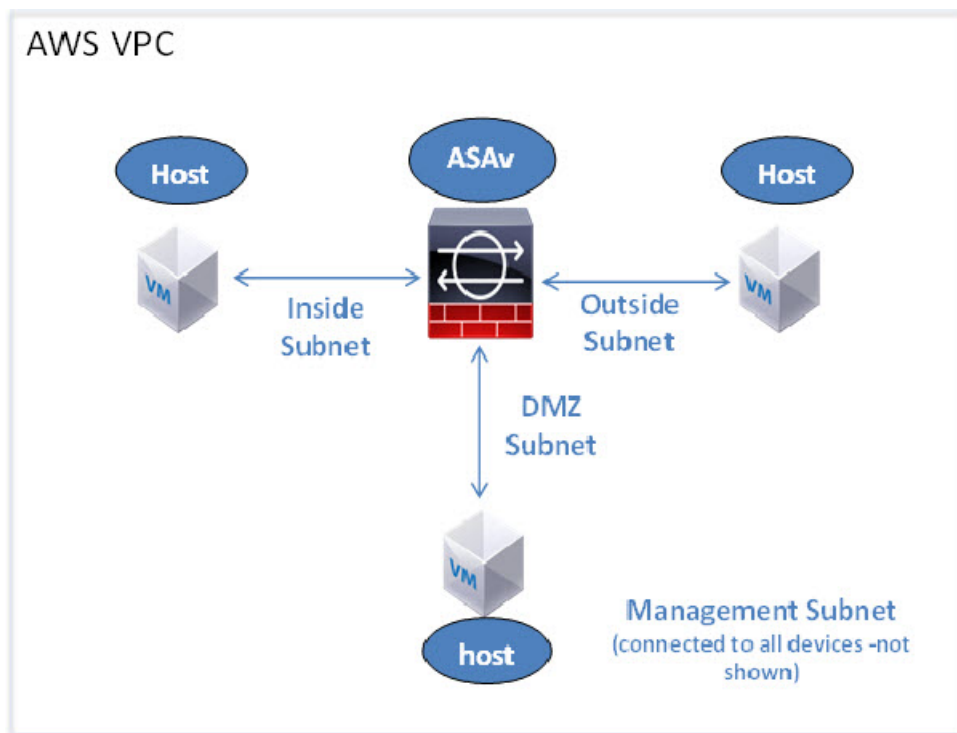 AWS VPC
Host
ASAv
Host
VM
VM
Inside
Subnet
Outside
Subnet
DMZ
Subnet
VM
host
Management Subnet
(connected to all devices -not
shown)